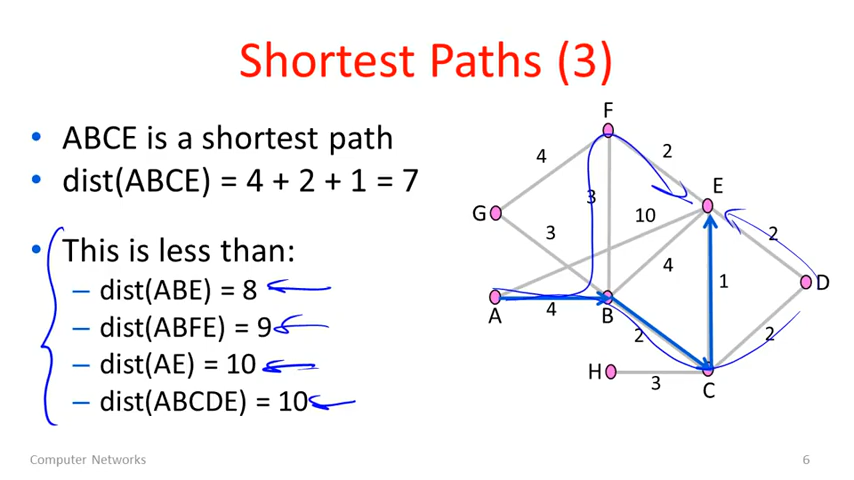 Shortest Paths (3)
• ABCE is a shortest path
• dist(ABCE) = 4 + 2 + 1 = 7
• This is less than:
– dist(ABE) = 8
– dist(ABFE) = 9
– dist(AE) = 10
– dist(ABCDE) = 10
F
4
2
E
3
G
10
3
2
4
A
4
B
1
D
2
2
H
3
C
Computer Networks
6